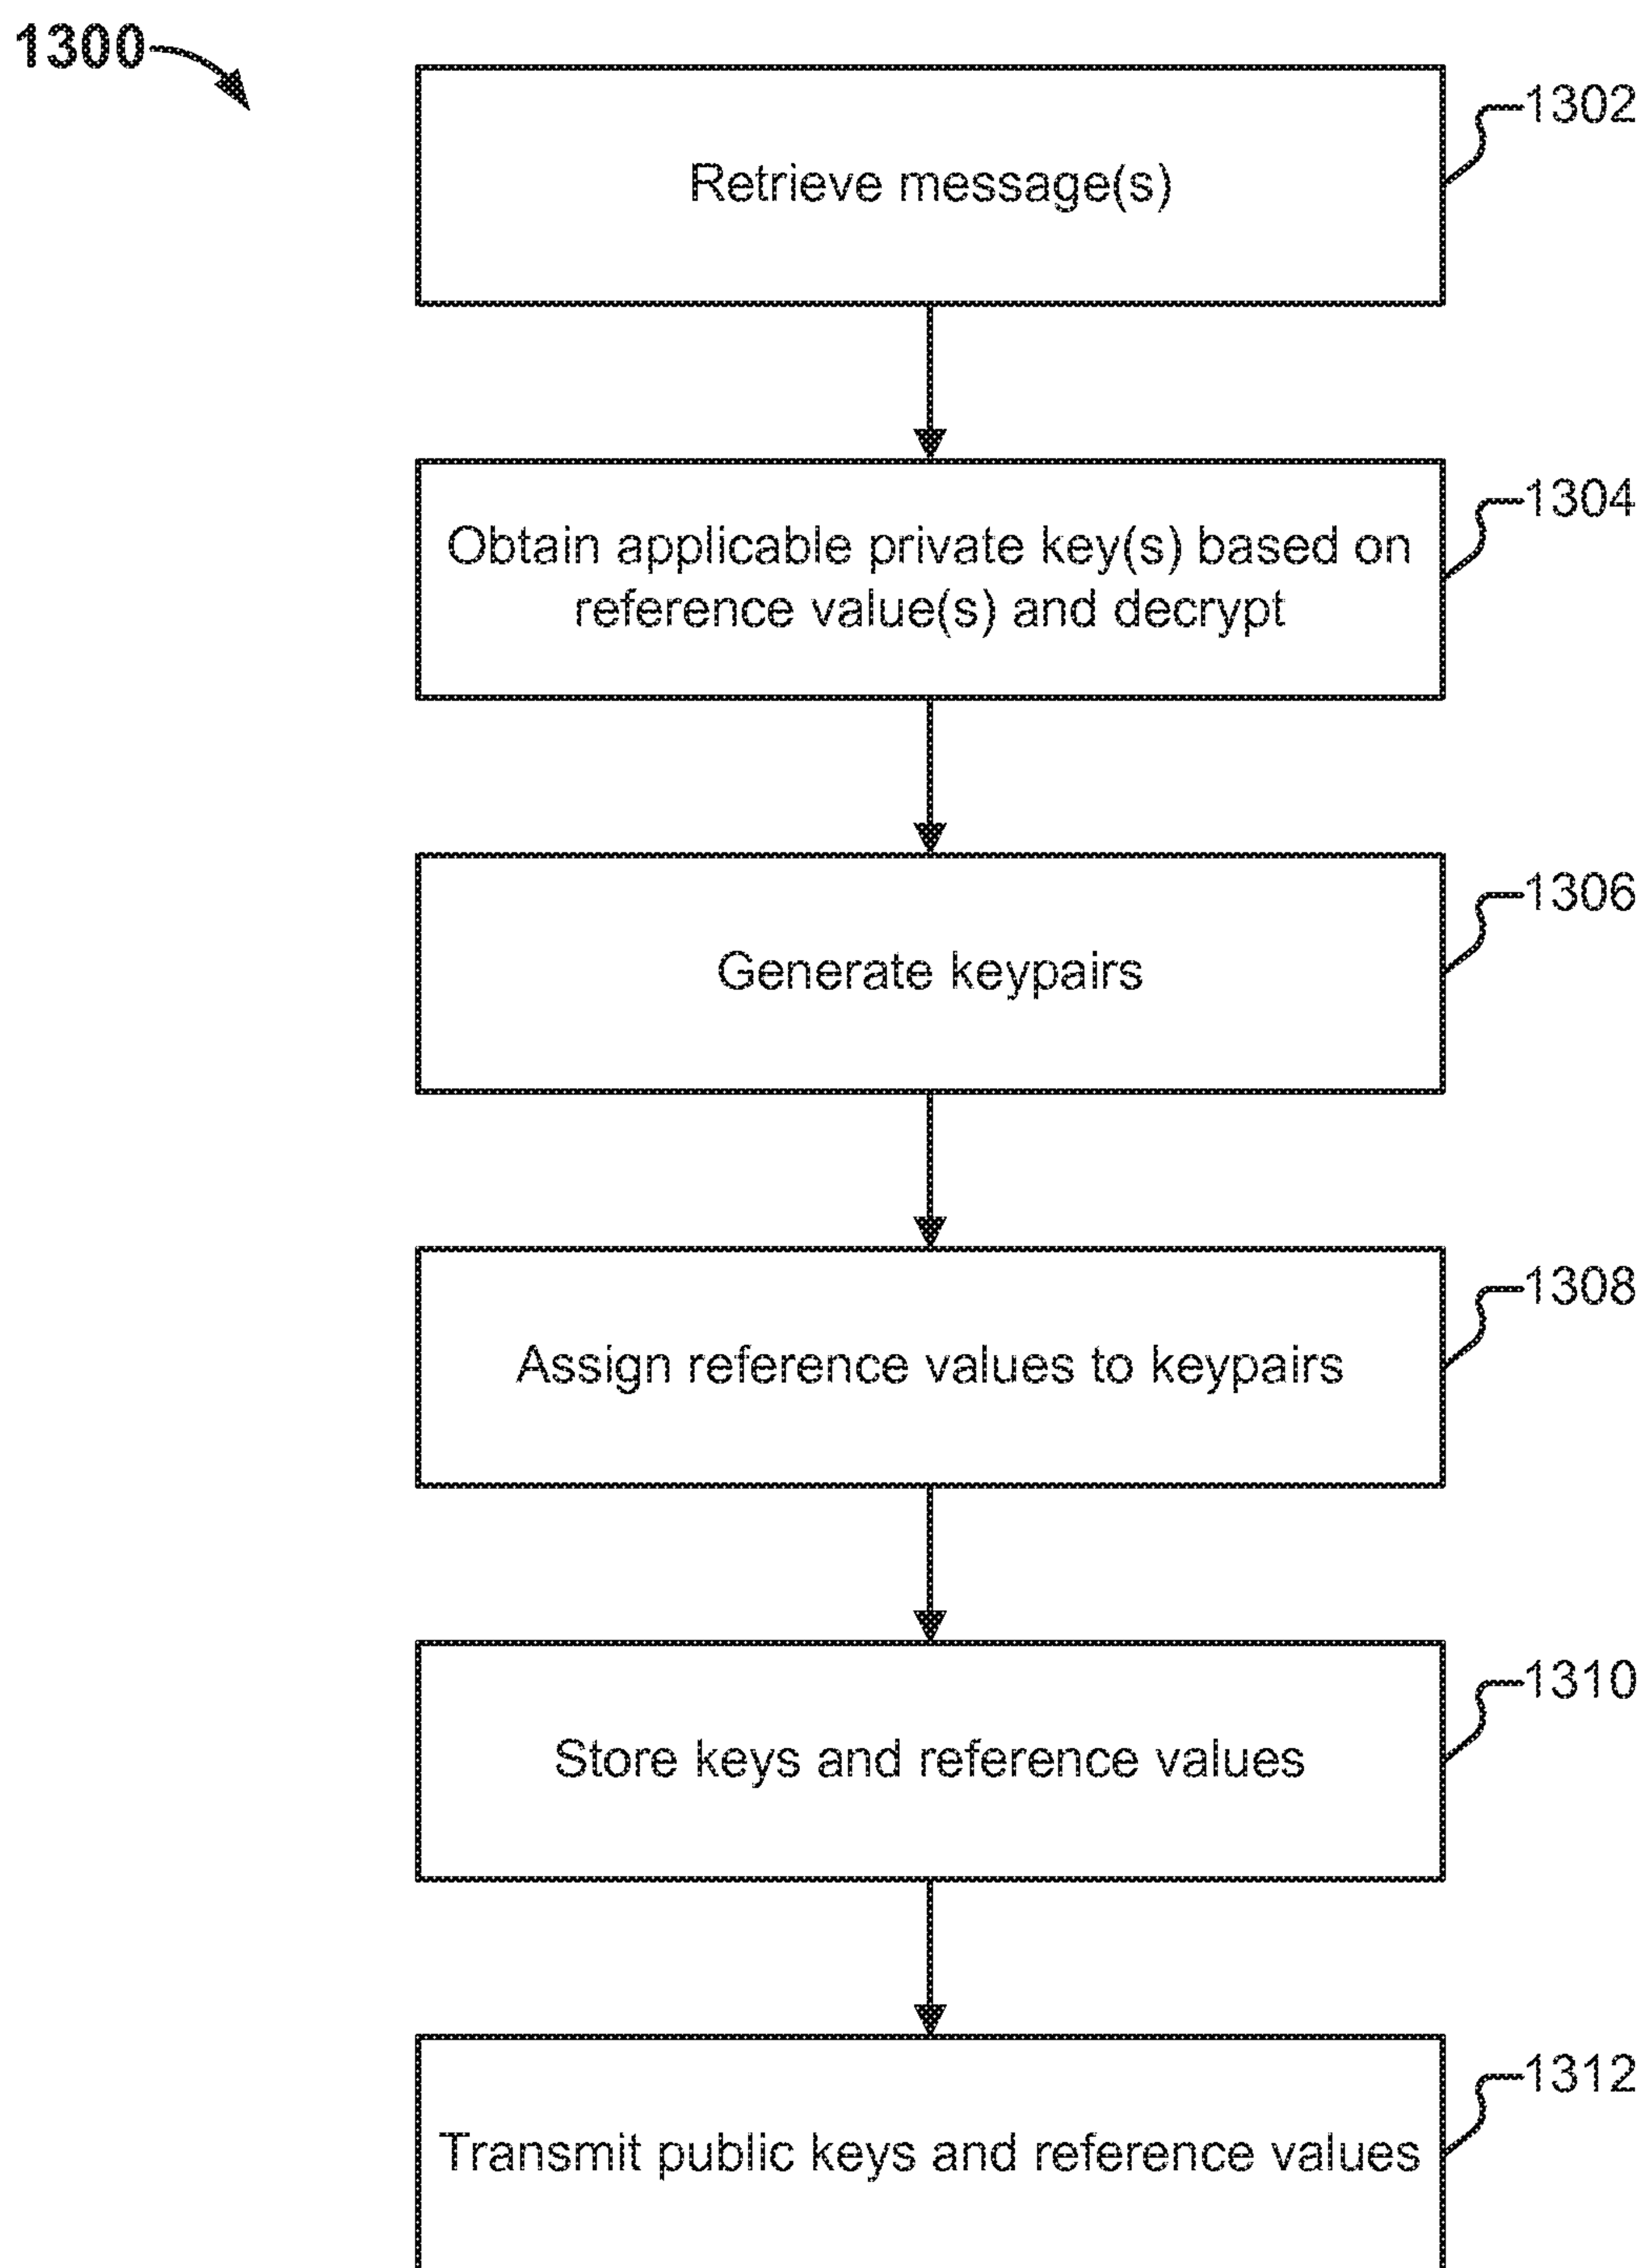 1300
Retrieve message(s)
1302
Obtain applicable private key(s) based on
reference value(s) and decrypt
1304
Generate keypairs
1306
Assign reference values to keypairs
1308
Store keys and reference values
1310
Transmit public keys and reference values
1312